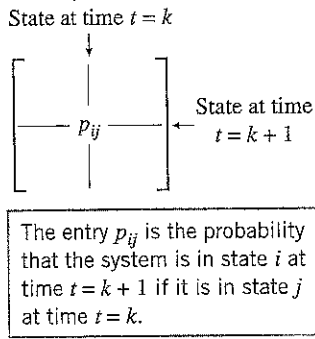 State at time t = k
p_ij
State at time
t = k + 1
The entry p_ij is the probability
that the system is in state i at
time t = k + 1 if it is in state j
at time t = k.